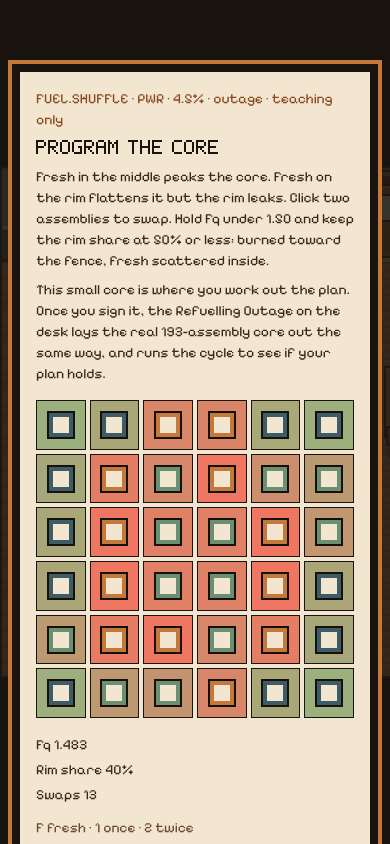 FUEL.SHUFFLE · PWR · 4.5% · outage · teaching
only
PROGRAM THE CORE
Fresh in the middle peaks the core. Fresh on
the rim flattens it but the rim leaks. Click two
assemblies to swap. Hold Fq under 1.50 and keep
the rim share at 50% or less: burned toward
the fence, fresh scattered inside.
This small core is where you work out the plan.
Once you sign it, the Refuelling Outage on the
desk lays the real 193-assembly core out the
same way, and runs the cycle to see if your
plan holds.
Fq 1.483
Rim share 40%
Swaps 13
F fresh · 1 once · 2 twice